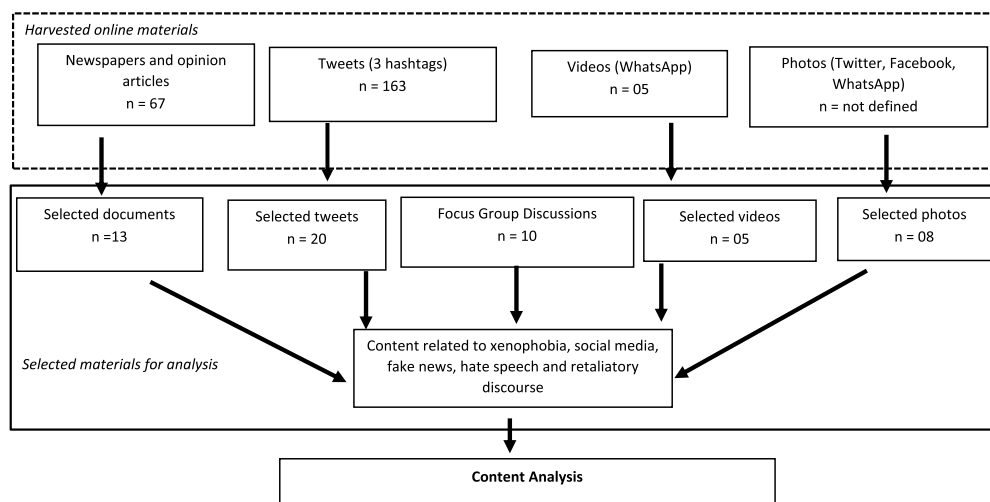 Harvested online materials
Newspapers and opinion
articles
n = 67
Tweets (3 hashtags)
n = 163
Videos (WhatsApp)
n = 05
Photos (Twitter, Facebook,
WhatsApp)
n = not defined
Selected documents
n =13
Selected tweets
n = 20
Focus Group Discussions
n = 10
Selected videos
n = 05
Selected photos
n = 08
Selected materials for analysis
Content related to xenophobia, social media,
fake news, hate speech and retaliatory
discourse
Content Analysis